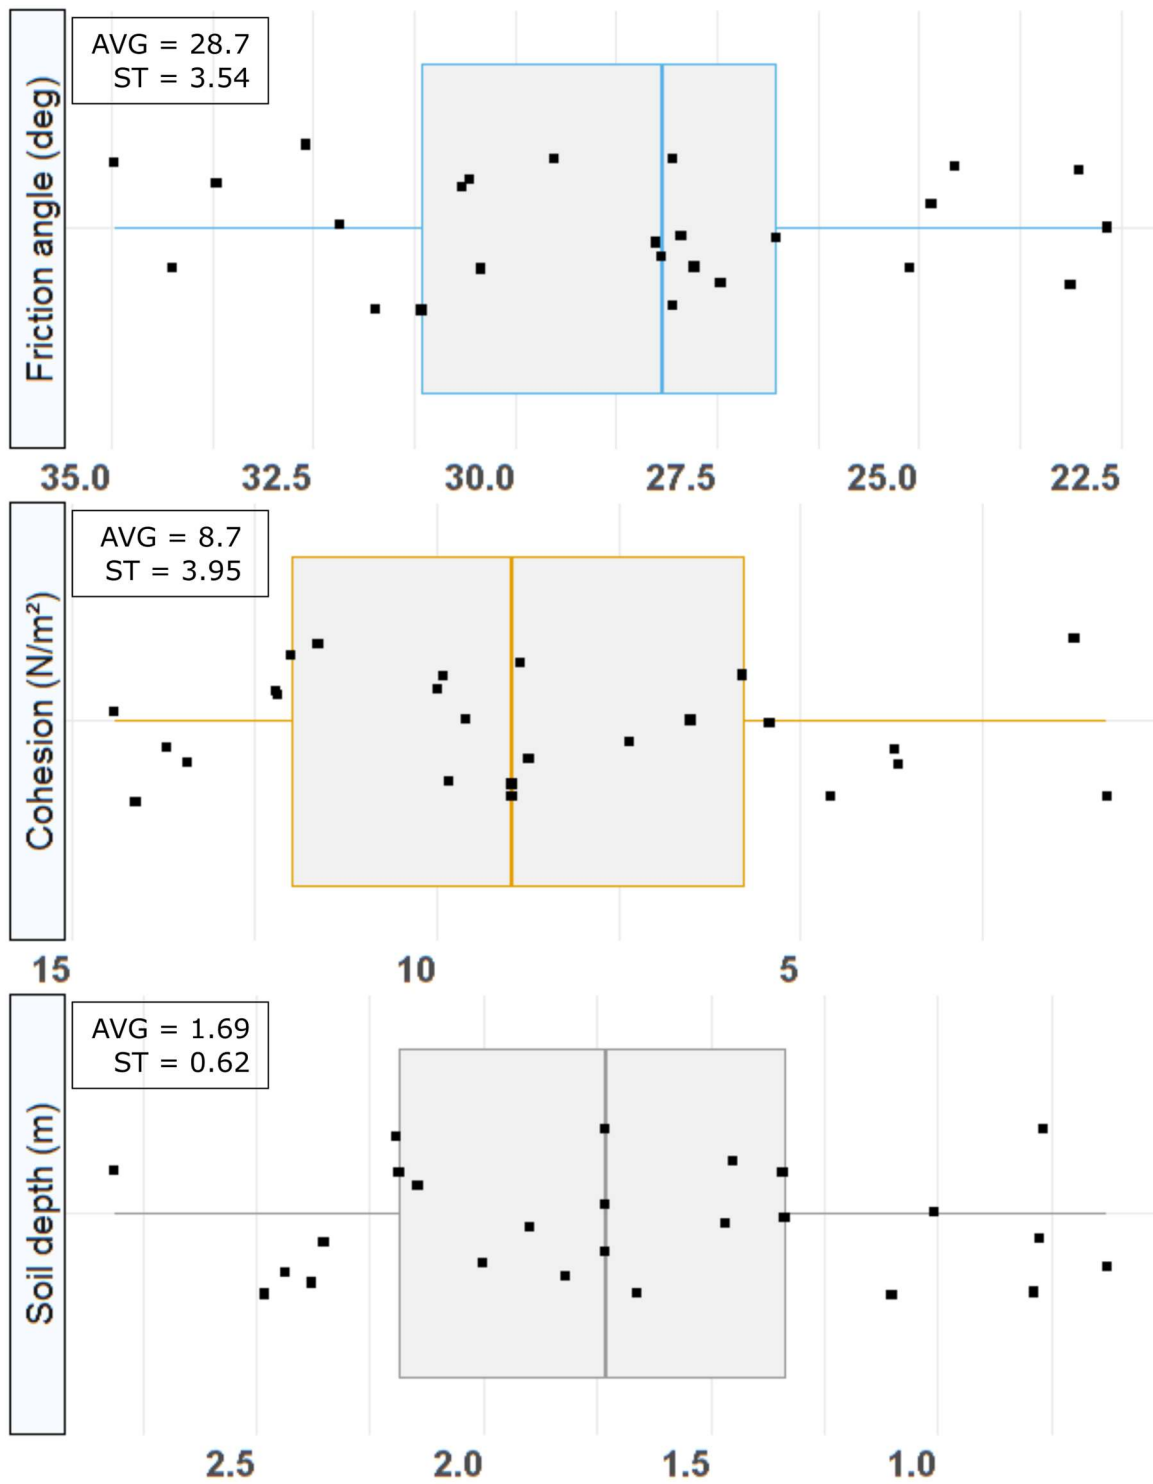 Friction angle (deg)
AVG = 28.7
ST = 3.54
35.0 32.5 30.0 27.5 25.0 22.5
Cohesion (N/m²)
AVG = 8.7
ST = 3.95
15 10 5
Soil depth (m)
AVG = 1.69
ST = 0.62
2.5 2.0 1.5 1.0